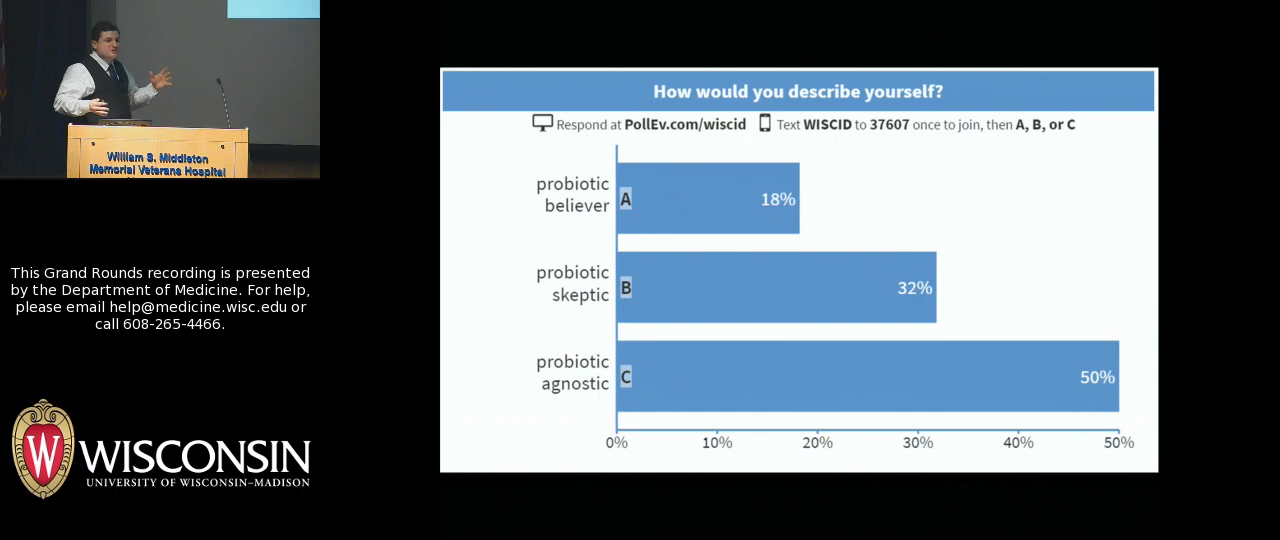 William S. Middleton
Memorial Veterans Hospital
This Grand Rounds recording is presented
by the Department of Medicine. For help,
please email help@medicine.wisc.edu or
call 608-265-4466.
W
WISCONSIN
UNIVERSITY OF WISCONSIN–MADISON
How would you describe yourself?
Respond at PollEv.com/wiscid Text WISCID to 37607 once to join, then A, B, or C
probiotic
believer
A
18%
probiotic
skeptic
B
32%
probiotic
agnostic
C
50%
0% 10% 20% 30% 40% 50%